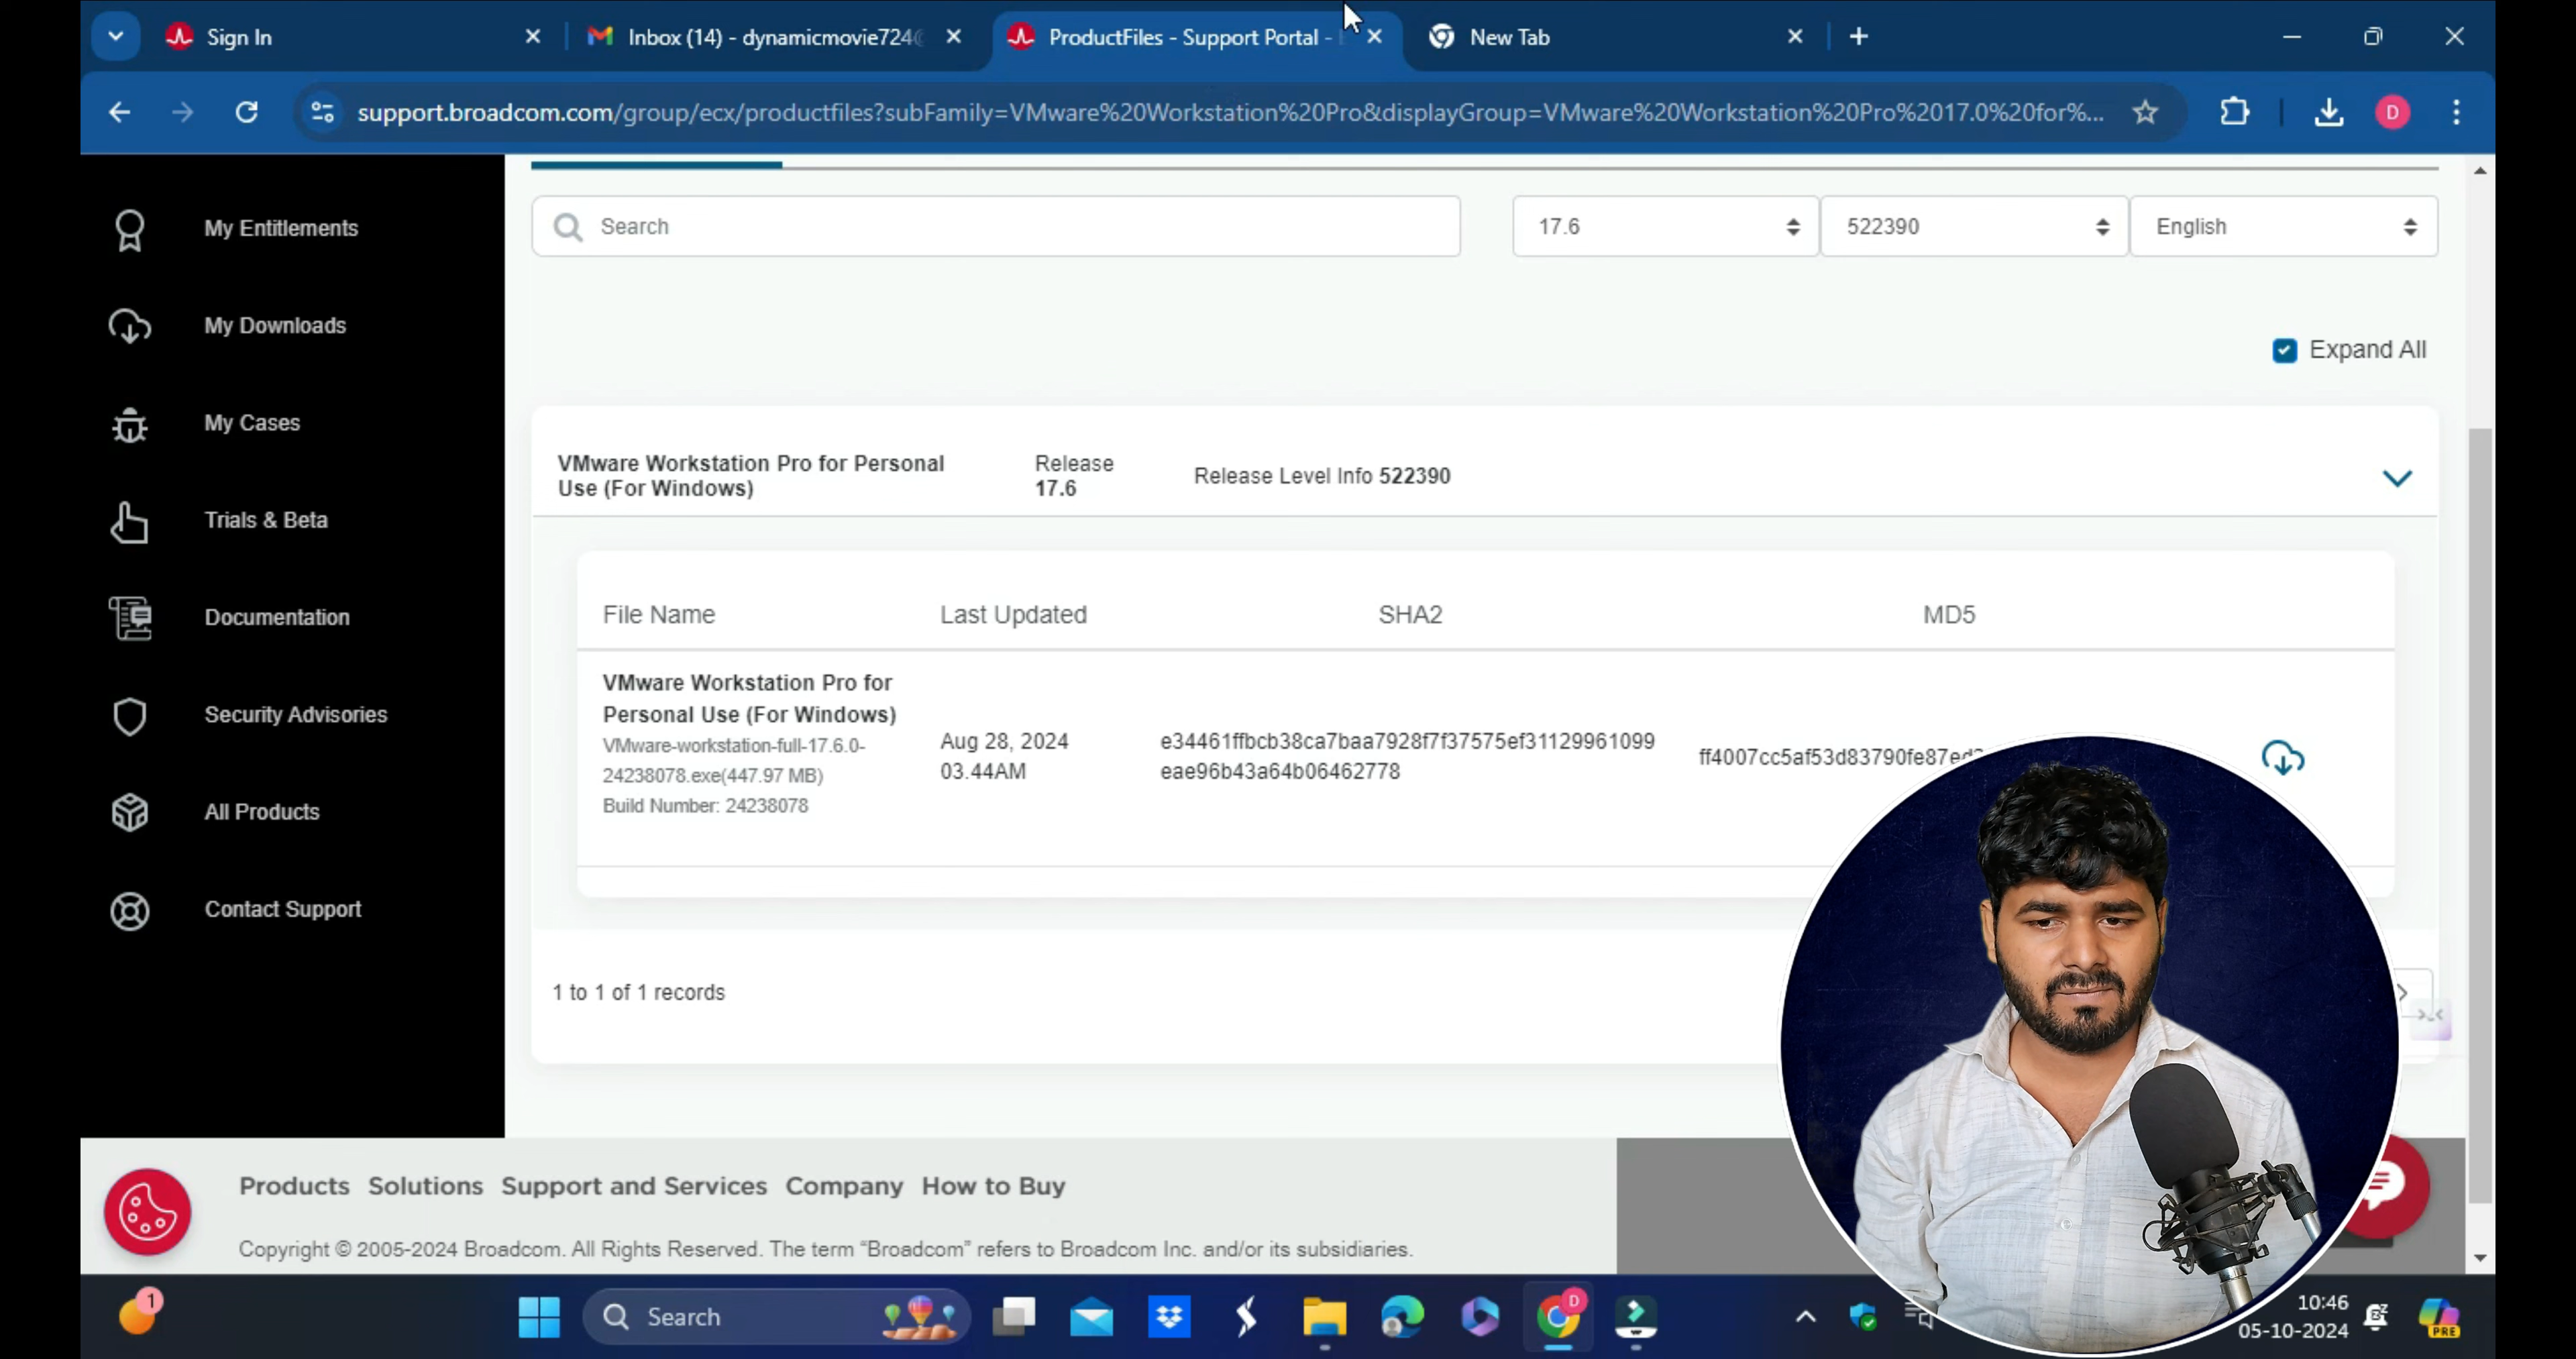 Sign In
Inbox (14) - dynamicmovie724@
ProductFiles - Support Portal -
New Tab
support.broadcom.com/group/ecx/productfiles?subFamily=VMware%20Workstation%20Pro&displayGroup=VMware%20Workstation%20Pro%2017.0%20for%...
D
My Entitlements
My Downloads
My Cases
Trials & Beta
Documentation
Security Advisories
All Products
Contact Support
Search
17.6
522390
English
Expand All
VMware Workstation Pro for Personal
Use (For Windows)
Release
17.6
Release Level Info 522390
File Name
Last Updated
SHA2
MD5
VMware Workstation Pro for
Personal Use (For Windows)
VMware-workstation-full-17.6.0-
24238078.exe(447.97 MB)
Build Number: 24238078
Aug 28, 2024
03.44AM
e34461ffbcb38ca7baa7928f7f37575ef31129961099
eae96b43a64b06462778
ff4007cc5af53d83790fe87ed
1 to 1 of 1 records
Products Solutions Support and Services Company How to Buy
Copyright © 2005-2024 Broadcom. All Rights Reserved. The term “Broadcom” refers to Broadcom Inc. and/or its subsidiaries.
1
Search
D
10:46
05-10-2024
PRE